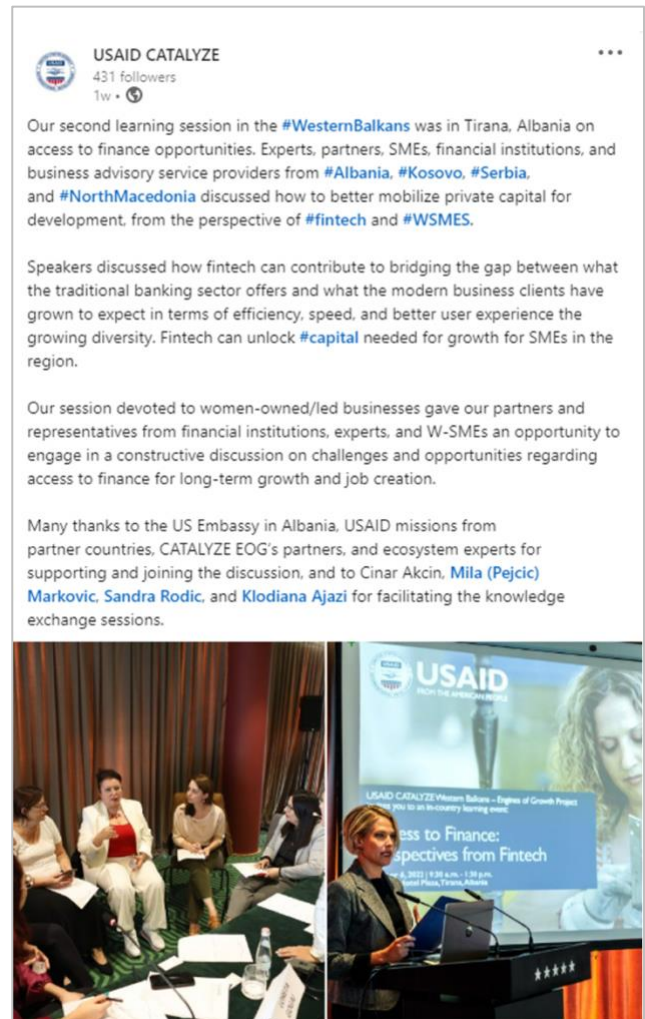 USAID CATALYZE
431 followers
1w •
Our second learning session in the #WesternBalkans was in Tirana, Albania on
access to finance opportunities. Experts, partners, SMEs, financial institutions, and
business advisory service providers from #Albania, #Kosovo, #Serbia,
and #NorthMacedonia discussed how to better mobilize private capital for
development, from the perspective of #fintech and #WSMES.
Speakers discussed how fintech can contribute to bridging the gap between what
the traditional banking sector offers and what the modern business clients have
grown to expect in terms of efficiency, speed, and better user experience the
growing diversity. Fintech can unlock #capital needed for growth for SMEs in the
region.
Our session devoted to women-owned/led businesses gave our partners and
representatives from financial institutions, experts, and W-SMEs an opportunity to
engage in a constructive discussion on challenges and opportunities regarding
access to finance for long-term growth and job creation.
Many thanks to the US Embassy in Albania, USAID missions from
partner countries, CATALYZE EOG's partners, and ecosystem experts for
supporting and joining the discussion, and to Cinar Akcin, Mila (Pejcic)
Markovic, Sandra Rodic, and Klodiana Ajazi for facilitating the knowledge
exchange sessions.
USAID
FROM THE AMERICAN PEOPLE
USAID CATALYZE Western Balkans – Engines of Growth Project
you to an in-country learning event:
ess to Finance:
spectives from Fintech
6, 2023 | 9:30 a.m. - 1:30 p.m.
Plaza, Tirana, Albania